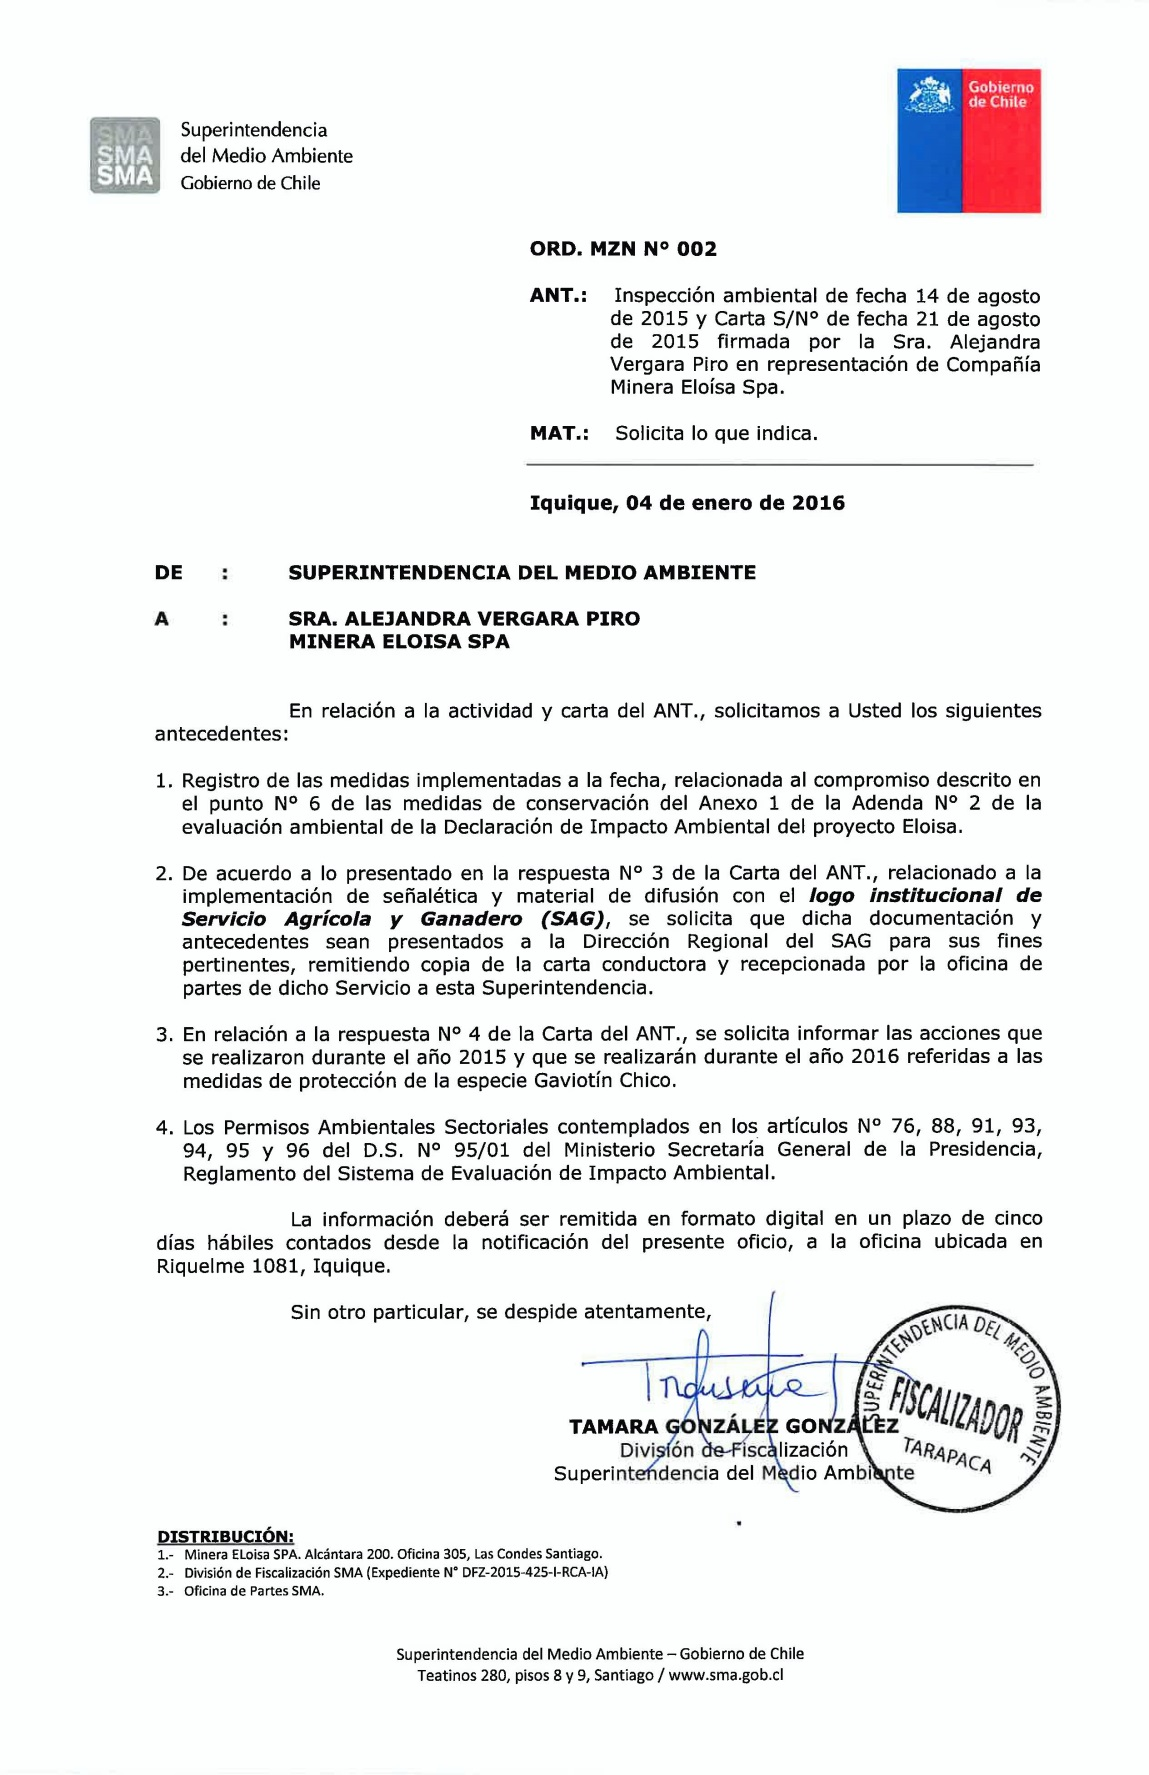 SMA
SMA
SMA
Superintendencia
del Medio Ambiente
Gobierno de Chile
Gobierno
de Chile
ORD. MZN Nº 002
ANT.: Inspección ambiental de fecha 14 de agosto
de 2015 y Carta S/Nº de fecha 21 de agosto
de 2015 firmada por la Sra. Alejandra
Vergara Piro en representación de Compañía
Minera Eloísa Spa.
MAT.: Solicita lo que indica.
Iquique, 04 de enero de 2016
DE : SUPERINTENDENCIA DEL MEDIO AMBIENTE
A : SRA. ALEJANDRA VERGARA PIRO
MINERA ELOISA SPA
En relación a la actividad y carta del ANT., solicitamos a Usted los siguientes
antecedentes:
1. Registro de las medidas implementadas a la fecha, relacionada al compromiso descrito en
el punto Nº 6 de las medidas de conservación del Anexo 1 de la Adenda Nº 2 de la
evaluación ambiental de la Declaración de Impacto Ambiental del proyecto Eloisa.
2. De acuerdo a lo presentado en la respuesta Nº 3 de la Carta del ANT., relacionado a la
implementación de señalética y material de difusión con el logo institucional de
Servicio Agrícola y Ganadero (SAG), se solicita que dicha documentación y
antecedentes sean presentados a la Dirección Regional del SAG para sus fines
pertinentes, remitiendo copia de la carta conductora y recepcionada por la oficina de
partes de dicho Servicio a esta Superintendencia.
3. En relación a la respuesta Nº 4 de la Carta del ANT., se solicita informar las acciones que
se realizaron durante el año 2015 y que se realizarán durante el año 2016 referidas a las
medidas de protección de la especie Gaviotín Chico.
4. Los Permisos Ambientales Sectoriales contemplados en los artículos Nº 76, 88, 91, 93,
94, 95 y 96 del D.S. Nº 95/01 del Ministerio Secretaría General de la Presidencia,
Reglamento del Sistema de Evaluación de Impacto Ambiental.
La información deberá ser remitida en formato digital en un plazo de cinco
días hábiles contados desde la notificación del presente oficio, a la oficina ubicada en
Riquelme 1081, Iquique.
Sin otro particular, se despide atentamente,
TAMARA GONZÁLEZ GONZÁLEZ
División de Fiscalización
Superintendencia del Medio Ambiente
SUPERINTENDENCIA DEL MEDIO AMBIENTE
FISCALIZADOR
TARAPACA
DISTRIBUCIÓN:
1.- Minera ELoisa SPA. Alcántara 200. Oficina 305, Las Condes Santiago.
2.- División de Fiscalización SMA (Expediente N° DFZ-2015-425-I-RCA-IA)
3.- Oficina de Partes SMA.
Superintendencia del Medio Ambiente – Gobierno de Chile
Teatinos 280, pisos 8 y 9, Santiago / www.sma.gob.cl